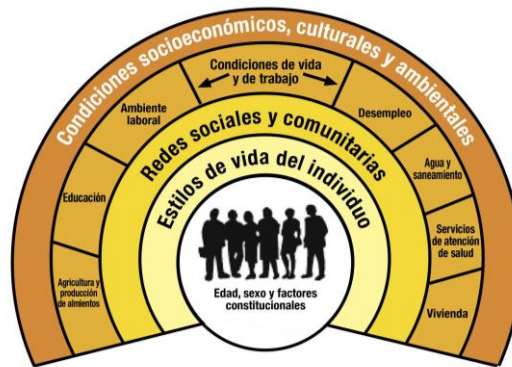 Condiciones socioeconómicos, culturales y ambientales
Condiciones de vida
y de trabajo
Ambiente
laboral
Desempleo
Redes sociales y comunitarias
Agua y
saneamiento
Estilos de vida del individuo
Educación
Servicios
de atención
de salud
Agricultura y
producción
de almientos
Edad, sexo y factores
constitucionales
Vivienda